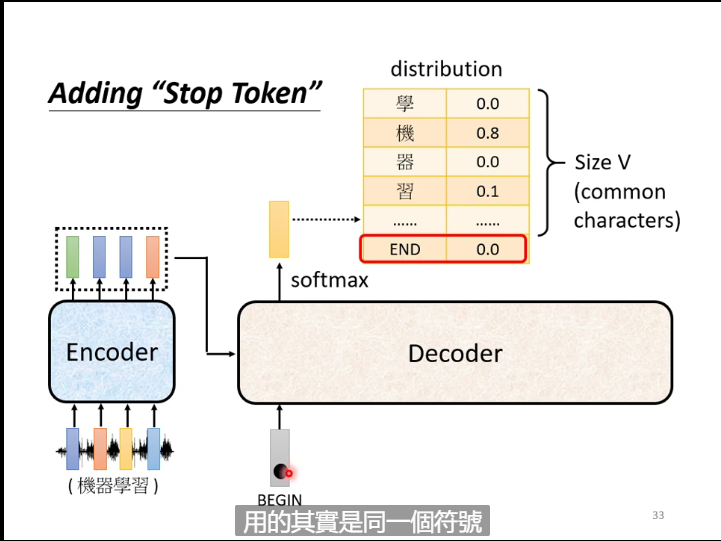 Adding “Stop Token”
distribution
學 0.0
機 0.8
器 0.0
習 0.1
...... ......
END 0.0
Size V
(common
characters)
softmax
Encoder
Decoder
(機器學習)
BEGIN
用的其實是同一個符號
33